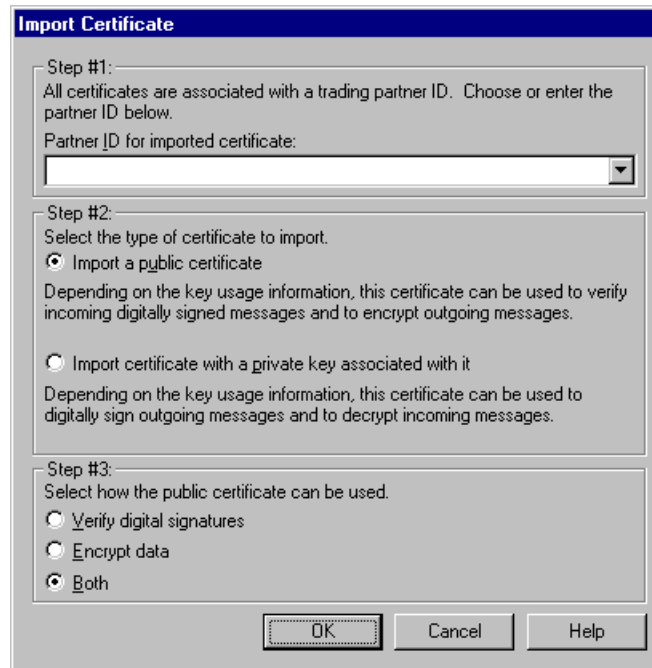 Import Certificate
Step #1:
All certificates are associated with a trading partner ID.  Choose or enter the
partner ID below.
Partner ID for imported certificate:
Step #2:
Select the type of certificate to import.
Import a public certificate
Depending on the key usage information, this certificate can be used to verify
incoming digitally signed messages and to encrypt outgoing messages.
Import certificate with a private key associated with it
Depending on the key usage information, this certificate can be used to
digitally sign outgoing messages and to decrypt incoming messages.
Step #3:
Select how the public certificate can be used.
Verify digital signatures
Encrypt data
Both
OK Cancel Help